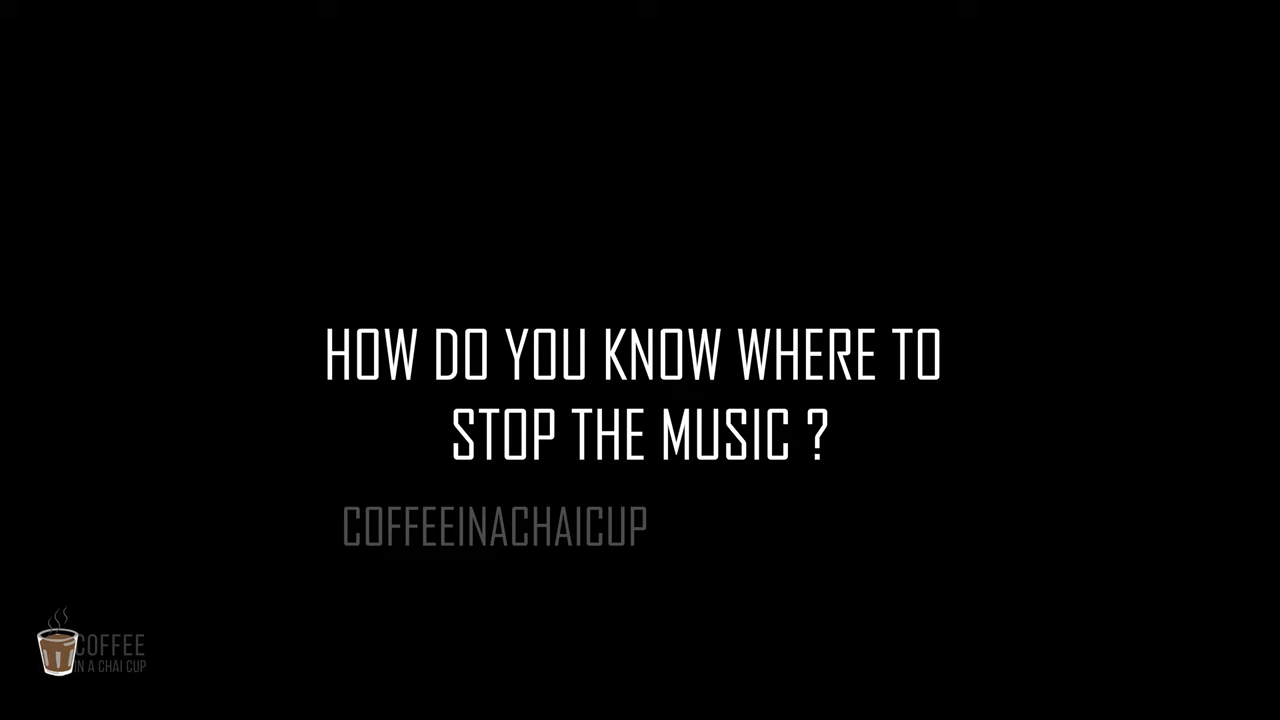 HOW DO YOU KNOW WHERE TO
STOP THE MUSIC ?
COFFEEINACHAICUP
COFFEE
IN A CHAI CUP